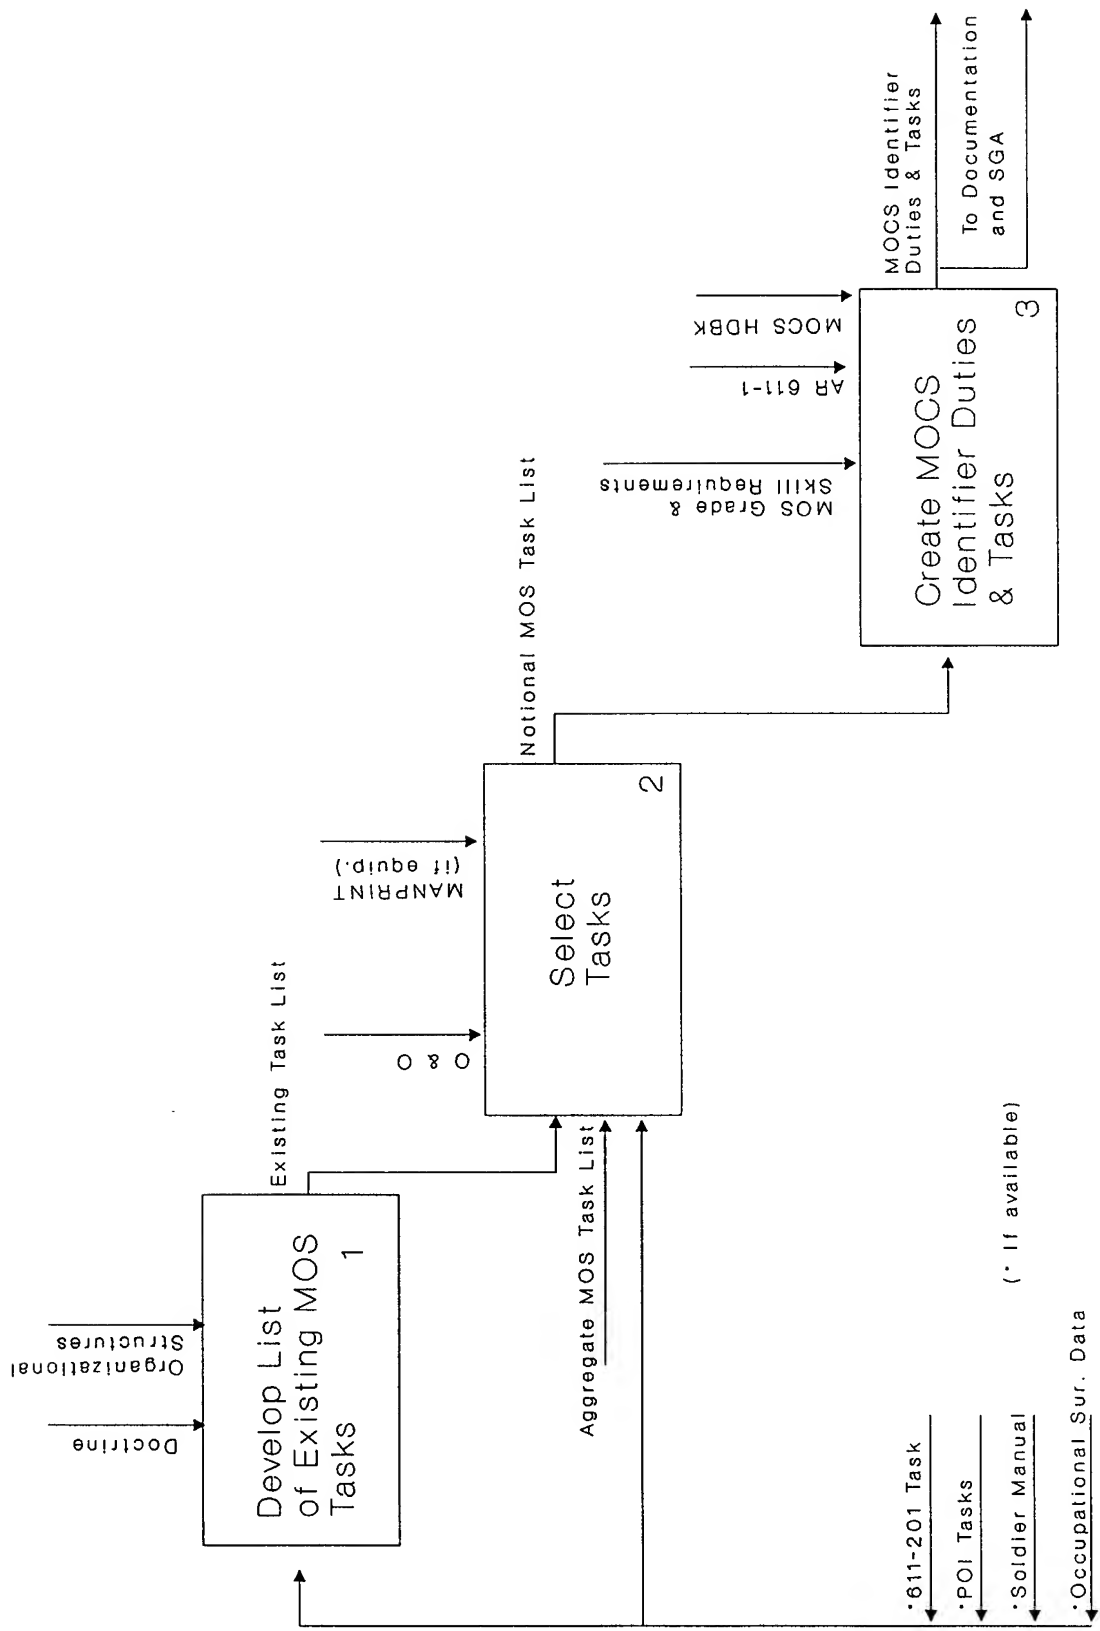 Doctrine
Organizational
Structures
Develop List
of Existing MOS
Tasks
1
Existing Task List
O & O
MANPRINT
(if equip.)
Aggregate MOS Task List
Select
Tasks
2
Notional MOS Task List
MOS Grade &
Skill Requirements
AR 611-1
MOCS HDBK
Create MOCS
Identifier Duties
& Tasks
3
MOCS Identifier
Duties & Tasks
To Documentation
and SGA
*611-201 Task
*POI Tasks
*Soldier Manual
*Occupational Sur. Data
(* If available)